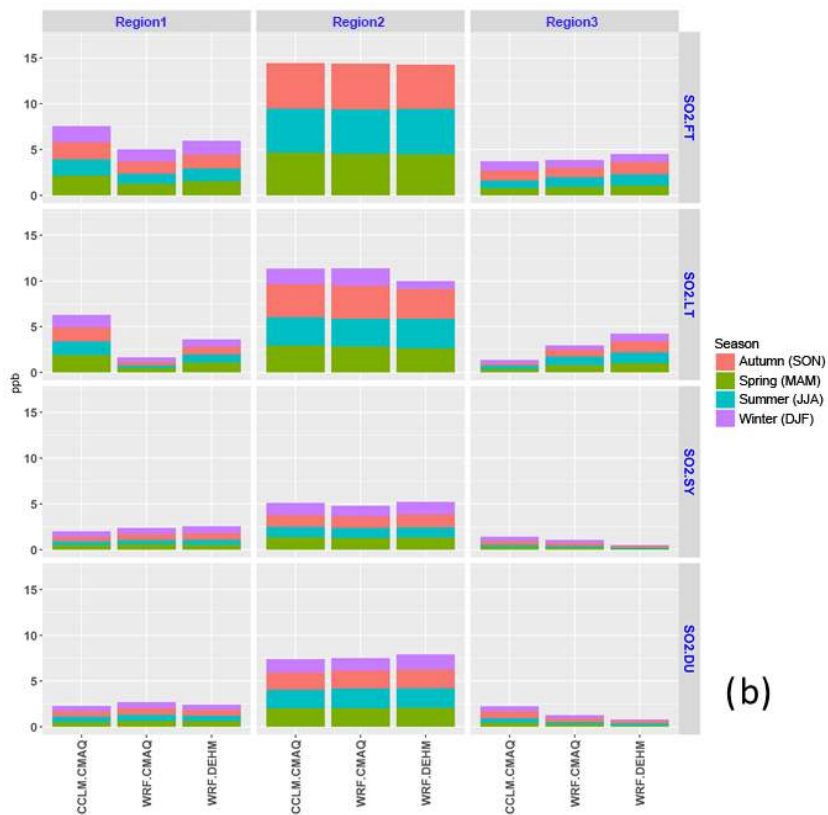 Region1 Region2 Region3
15
10
5
0
SO2.FT
15
10
5
0
SO2.LT
ppb
15
10
5
0
SO2.SY
15
10
5
0
SO2.DU
CCLM.CMAQ
WRF.CMAQ
WRF.DEHM
CCLM.CMAQ
WRF.CMAQ
WRF.DEHM
CCLM.CMAQ
WRF.CMAQ
WRF.DEHM
Season
Autumn (SON)
Spring (MAM)
Summer (JJA)
Winter (DJF)
(b)